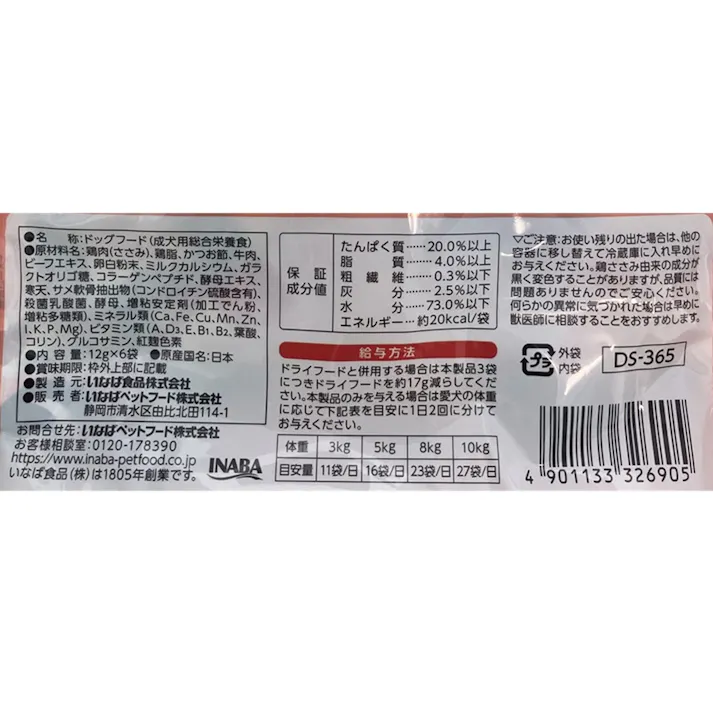 ●名　称:ドッグフード(成犬用総合栄養食)
●原材料名:鶏肉(ささみ)、鶏脂、かつお節、牛肉、
ビーフエキス、卵白粉末、ミルクカルシウム、ガラ
クトオリゴ糖、コラーゲンペプチド、酵母エキス、
寒天、サメ軟骨抽出物(コンドロイチン硫酸含有)、
殺菌乳酸菌、酵母、増粘安定剤(加工でん粉、
増粘多糖類)、ミネラル類(Ca,Fe,Cu,Mn,Zn,
I,K,P,Mg)、ビタミン類(A,D3,E,B1,B2,葉酸,
コリン)、グルコサミン、紅麹色素
●内容量:12g×6袋　●原産国名:日本
●賞味期限:枠外上部に記載
●製造元:いなば食品株式会社
●販売者:いなばペットフード株式会社
静岡市清水区由比北田114-1
お問合せ先:いなばペットフード株式会社
お客様相談室:0120-178390
https://www.inaba-petfood.co.jp
いなば食品(株)は1805年創業です。
INABA
保証成分値
たんぱく質……20.0%以上
脂質……4.0%以上
粗繊維……0.3%以下
灰分……2.5%以下
水分……73.0%以下
エネルギー…約20kcal/袋
給与方法
ドライフードと併用する場合は本製品3袋
につきドライフードを約17g減らしてくだ
さい。本製品のみを与える場合は愛犬の体重
に応じて下記表を目安に1日2回に分けて
お与えください。
体重 3kg 5kg 8kg 10kg
目安量 11袋/日 16袋/日 23袋/日 27袋/日
▽ご注意:お使い残りの出た場合は、他の
容器に移し替えて冷蔵庫に入れ早めに
お与えください。鶏ささみ由来の成分が
黒く変色することがありますが、品質には
問題ありませんのでご安心ください。
何らかの異常に気づかれた場合は早めに
獣医師に相談することをおすすめします。
プラ
外袋
内袋
DS-365
4 901133 326905